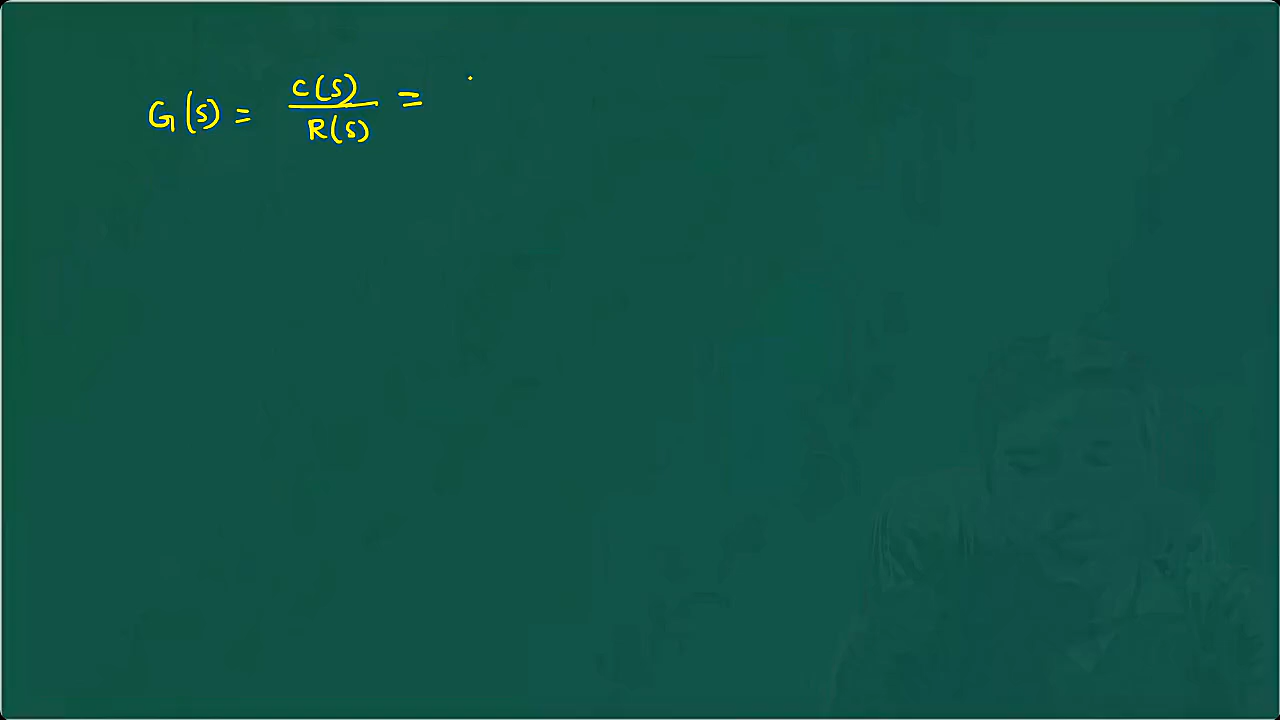 G(s) = C(s)/R(s) =